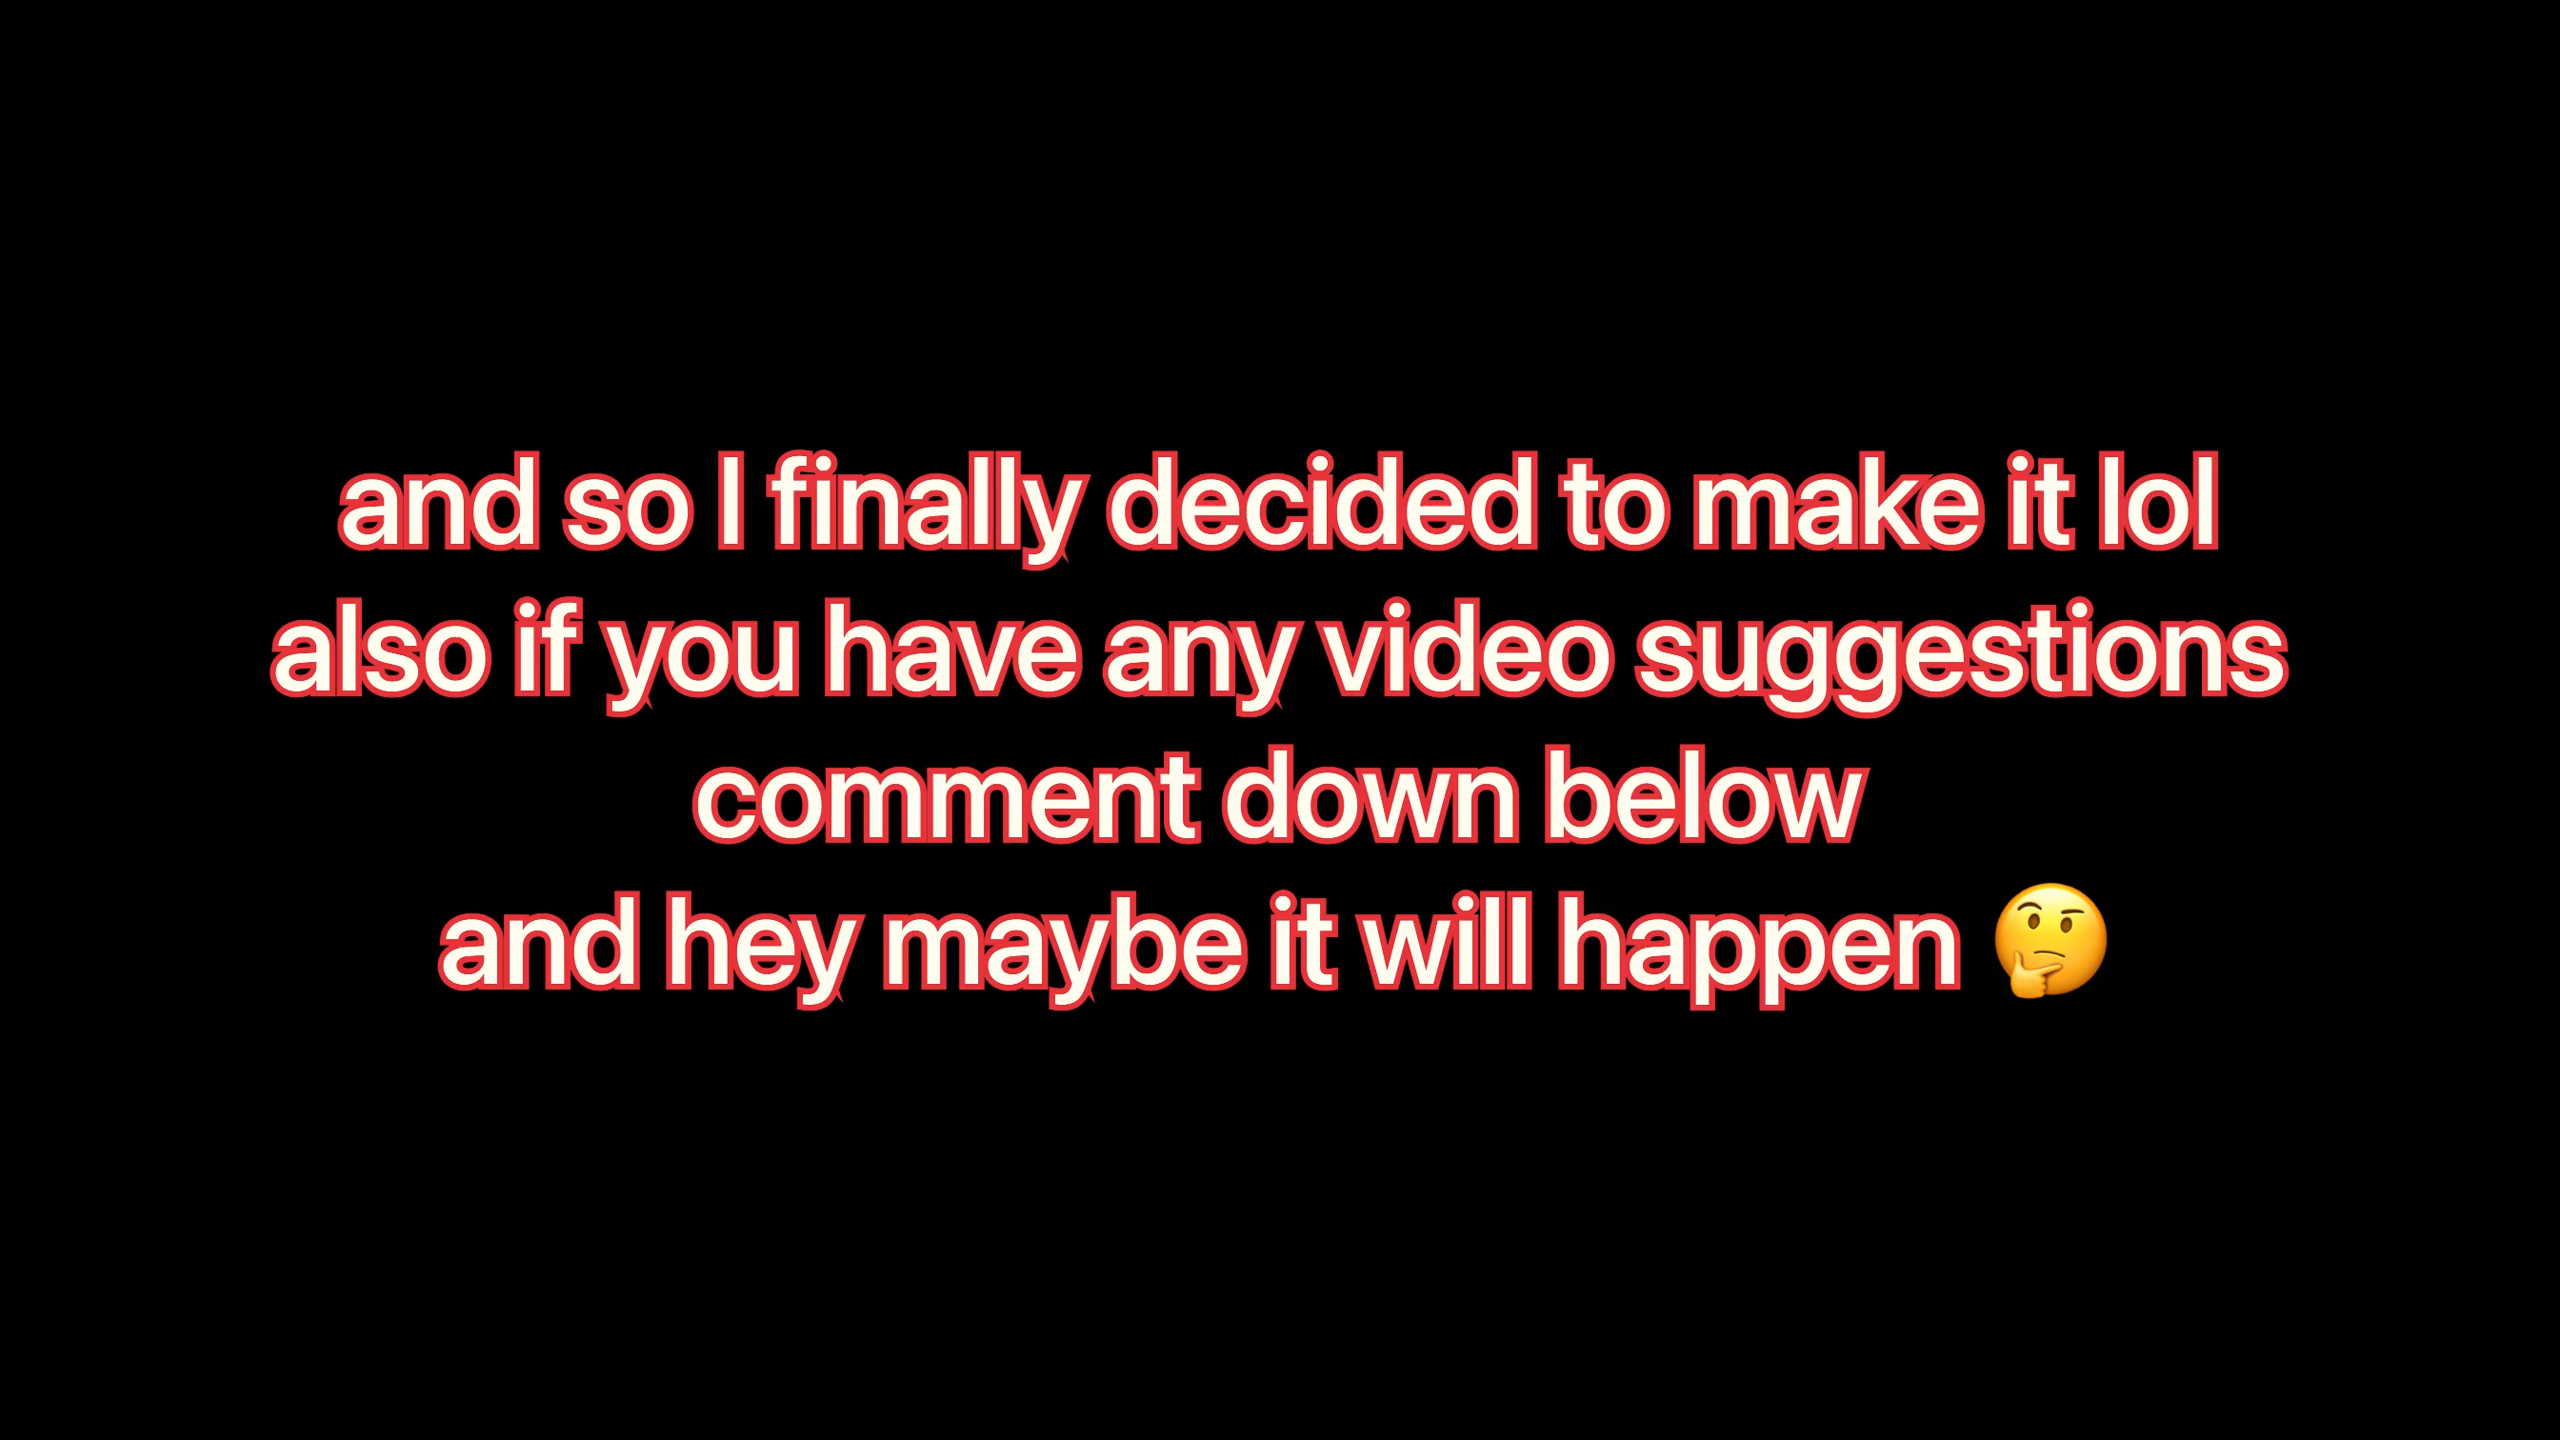 and so I finally decided to make it lol
also if you have any video suggestions
comment down below
and hey maybe it will happen 🤔